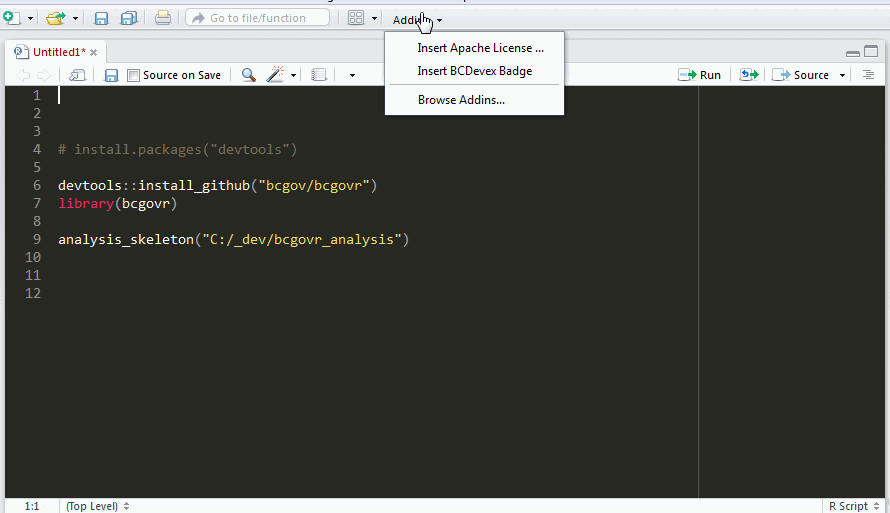 Go to file/function
Addi
Insert Apache License ...
Insert BCDevex Badge
Browse Addins...
Untitled1*
Source on Save
Run
Source
1
2
3
4 # install.packages("devtools")
5
6 devtools::install_github("bcgov/bcgovr")
7 library(bcgovr)
8
9 analysis_skeleton("C:/_dev/bcgovr_analysis")
10
11
12
1:1 (Top Level) R Script